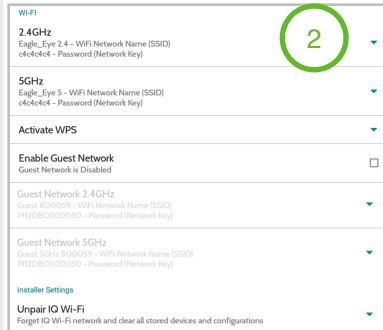 WI-FI
2
2.4GHz
Eagle_Eye 2.4 - WiFi Network Name (SSID)
c4c4c4c4 - Password (Network Key)
5GHz
Eagle_Eye 5 - WiFi Network Name (SSID)
c4c4c4c4 - Password (Network Key)
Activate WPS
Enable Guest Network
Guest Network is Disabled
Guest Network 2.4GHz
Guest 800059 - WiFi Network Name (SSID)
1912DBC000030 - Password (Network Key)
Guest Network 5GHz
Guest 5GHz 800059 - WiFi Network Name (SSID)
1912DBC000030 - Password (Network Key)
Installer Settings
Unpair IQ Wi-Fi
Forget IQ Wi-Fi network and clear all stored devices and configurations